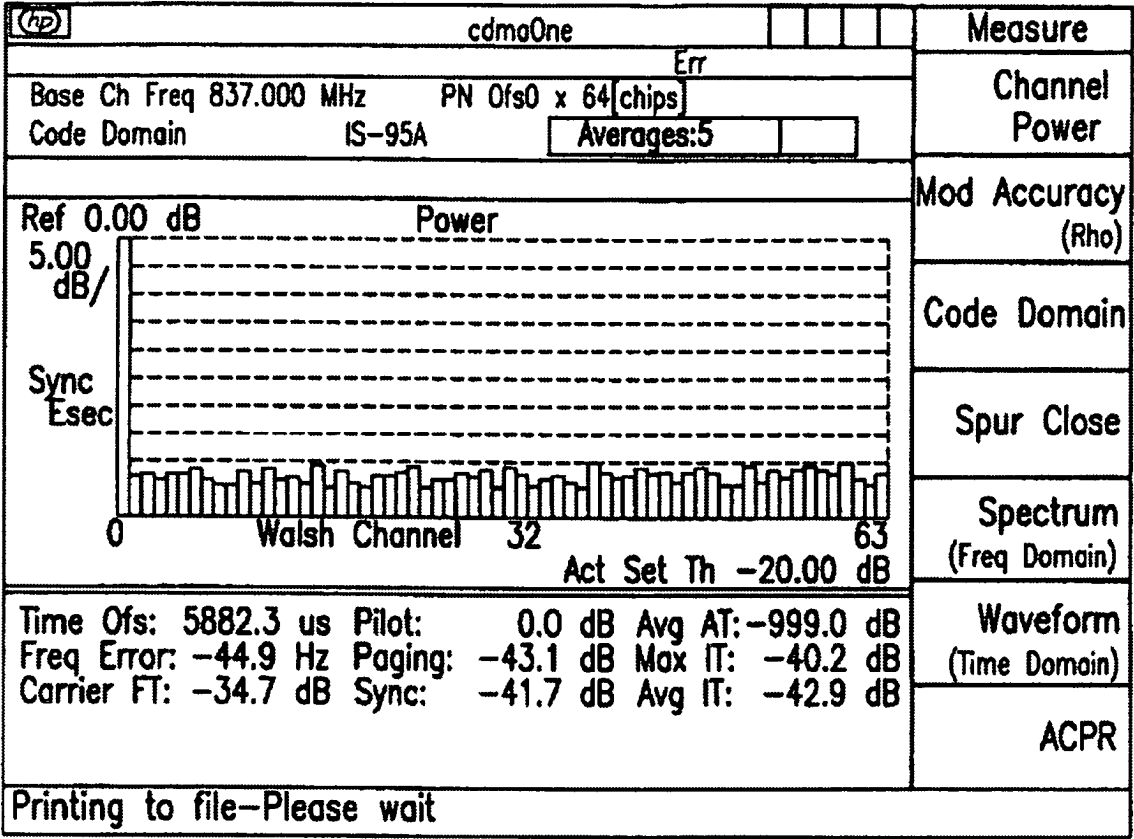 hp
cdmaOne
Measure
Err
Base Ch Freq 837.000 MHz PN Ofs0 x 64[chips]
Code Domain IS-95A Averages:5
Channel
Power
Mod Accuracy
(Rho)
Code Domain
Spur Close
Spectrum
(Freq Domain)
Waveform
(Time Domain)
ACPR
Ref 0.00 dB Power
5.00
dB/
Sync
Esec
0 Walsh Channel 32 63
Act Set Th -20.00 dB
Time Ofs: 5882.3 us Pilot: 0.0 dB Avg AT:-999.0 dB
Freq Error: -44.9 Hz Paging: -43.1 dB Max IT: -40.2 dB
Carrier FT: -34.7 dB Sync: -41.7 dB Avg IT: -42.9 dB
Printing to file-Please wait